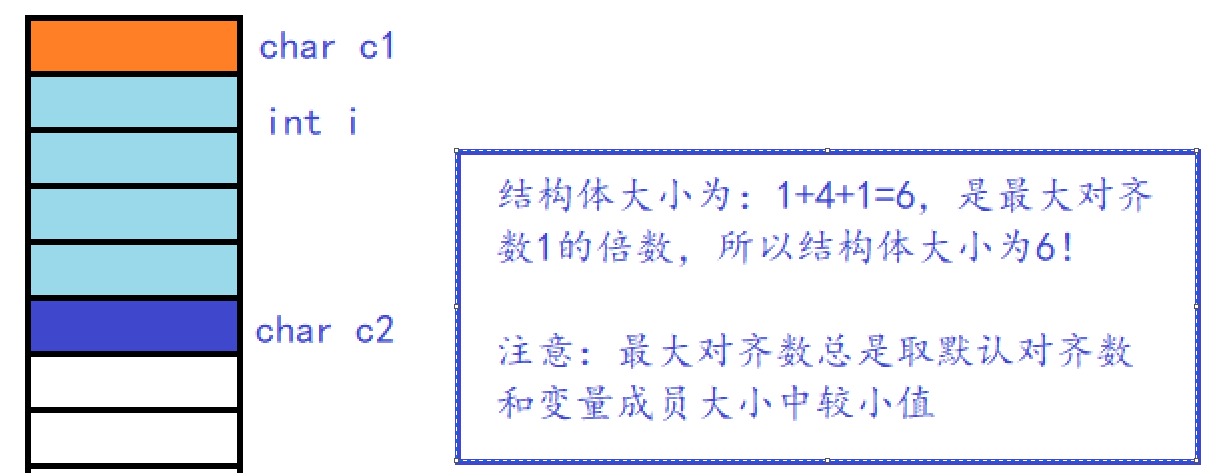 char c1
int i
结构体大小为：1+4+1=6，是最大对齐
数1的倍数，所以结构体大小为6！
char c2
注意：最大对齐数总是取默认对齐数
和变量成员大小中较小值